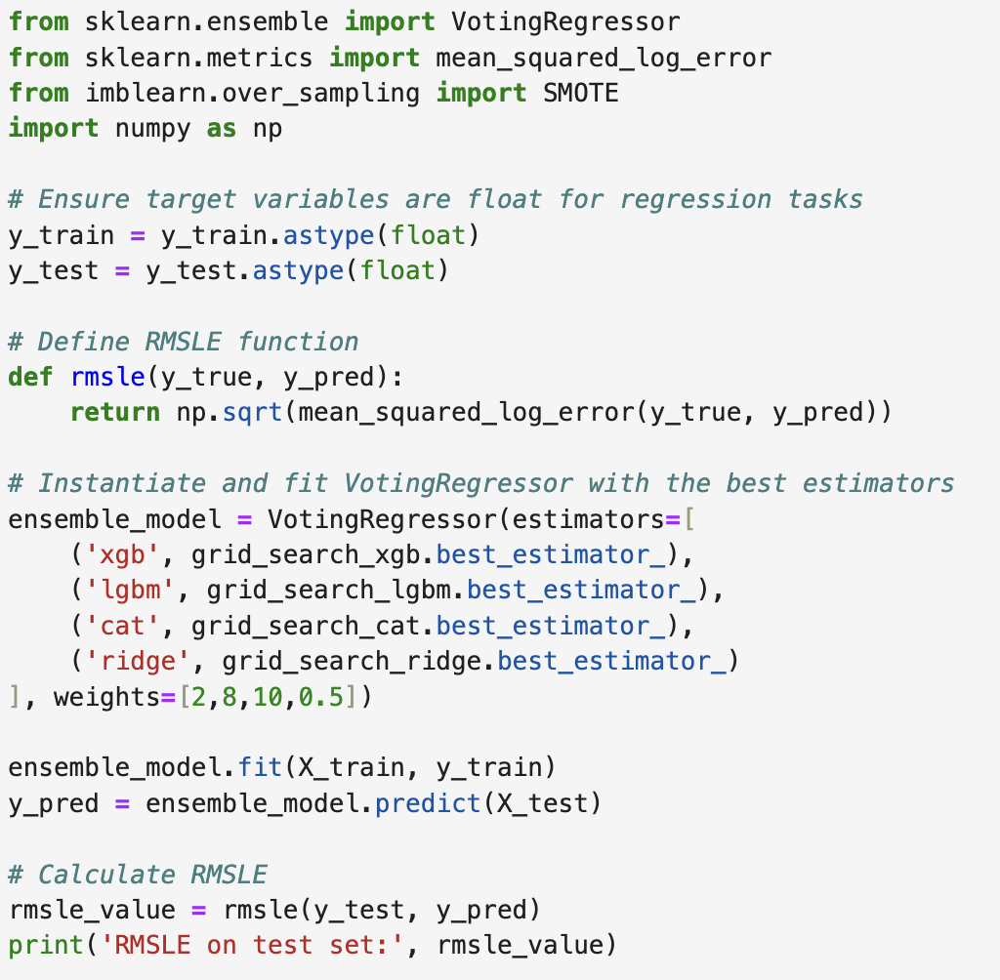 from sklearn.ensemble import VotingRegressor
from sklearn.metrics import mean_squared_log_error
from imblearn.over_sampling import SMOTE
import numpy as np

# Ensure target variables are float for regression tasks
y_train = y_train.astype(float)
y_test = y_test.astype(float)

# Define RMSLE function
def rmsle(y_true, y_pred):
    return np.sqrt(mean_squared_log_error(y_true, y_pred))

# Instantiate and fit VotingRegressor with the best estimators
ensemble_model = VotingRegressor(estimators=[
    ('xgb', grid_search_xgb.best_estimator_),
    ('lgbm', grid_search_lgbm.best_estimator_),
    ('cat', grid_search_cat.best_estimator_),
    ('ridge', grid_search_ridge.best_estimator_)
], weights=[2,8,10,0.5])

ensemble_model.fit(X_train, y_train)
y_pred = ensemble_model.predict(X_test)

# Calculate RMSLE
rmsle_value = rmsle(y_test, y_pred)
print('RMSLE on test set:', rmsle_value)